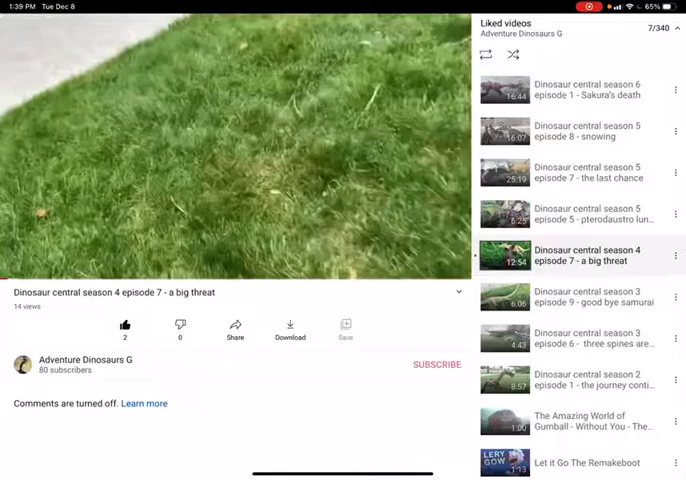 1:39 PM Tue Dec 8
65%
Liked videos
Adventure Dinosaurs G
7/340
Dinosaur central season 6
episode 1 - Sakura's death
16:44
Dinosaur central season 5
episode 8 - snowing
16:07
Dinosaur central season 5
episode 7 - the last chance
25:19
Dinosaur central season 5
episode 5 - pterodaustro lun...
6:25
Dinosaur central season 4
episode 7 - a big threat
12:54
Dinosaur central season 3
episode 9 - good bye samurai
6:06
Dinosaur central season 3
episode 6 - three spines are...
4:43
Dinosaur central season 2
episode 1 - the journey conti...
8:57
The Amazing World of
Gumball - Without You - The...
1:00
LERY
GOW
Let it Go The Remakeboot
1:13
Dinosaur central season 4 episode 7 - a big threat
14 views
2
0
Share
Download
Save
Adventure Dinosaurs G
80 subscribers
SUBSCRIBE
Comments are turned off. Learn more